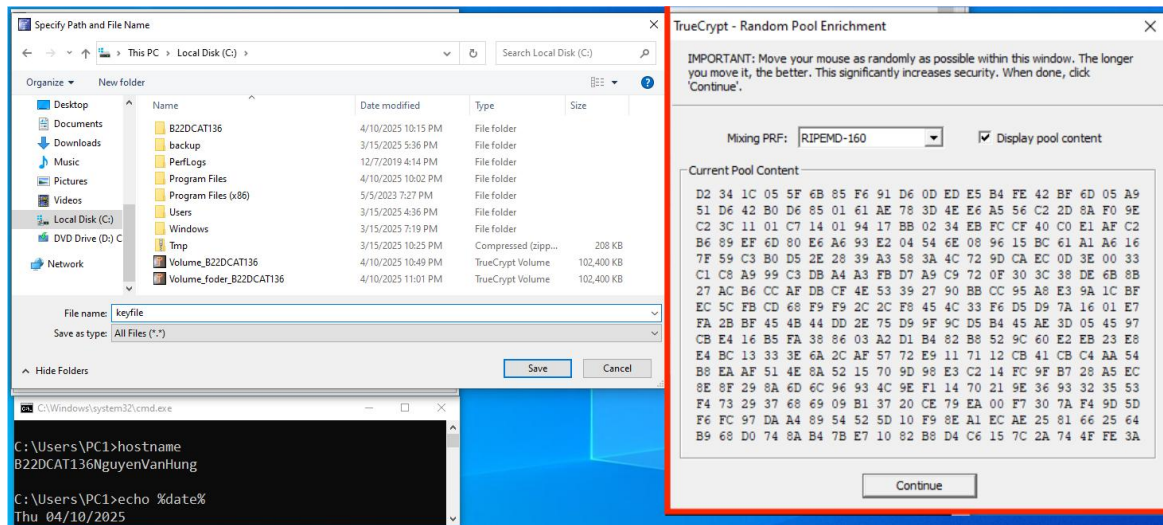 Specify Path and File Name
This PC > Local Disk (C:) >
Search Local Disk (C:)
Organize
New folder
Desktop
Documents
Downloads
Music
Pictures
Videos
Local Disk (C:)
DVD Drive (D:) C
Network
Name Date modified Type Size
B22DCAT136 4/10/2025 10:15 PM File folder
backup 3/15/2025 5:36 PM File folder
PerfLogs 12/7/2019 4:14 PM File folder
Program Files 4/10/2025 10:02 PM File folder
Program Files (x86) 5/5/2023 7:27 PM File folder
Users 3/15/2025 4:36 PM File folder
Windows 3/15/2025 7:19 PM File folder
Tmp 3/15/2025 10:25 PM Compressed (zipp... 208 KB
Volume_B22DCAT136 4/10/2025 10:49 PM TrueCrypt Volume 102,400 KB
Volume_foder_B22DCAT136 4/10/2025 11:01 PM TrueCrypt Volume 102,400 KB
File name: keyfile
Save as type: All Files (*.*)
Hide Folders
Save
Cancel
C:\Windows\system32\cmd.exe
C:\Users\PC1>hostname
B22DCAT136NguyenVanHung
C:\Users\PC1>echo %date%
Thu 04/10/2025
TrueCrypt - Random Pool Enrichment
IMPORTANT: Move your mouse as randomly as possible within this window. The longer
you move it, the better. This significantly increases security. When done, click
'Continue'.
Mixing PRF: RIPEMD-160
Display pool content
Current Pool Content
D2 34 1C 05 5F 6B 85 F6 91 D6 0D ED E5 B4 FE 42 BF 6D 05 A9
51 D6 42 B0 D6 85 01 61 AE 78 3D 4E E6 A5 56 C2 2D 8A F0 9E
C2 3C 11 01 C7 14 01 94 17 BB 02 34 EB FC CF 40 C0 E1 AF C2
B6 89 EF 6D 80 E6 A6 93 E2 04 54 6E 08 96 15 BC 61 A1 A6 16
7F 59 C3 B0 D5 2E 28 39 A3 58 3A 4C 72 9D CA EC 0D 3E 00 33
C1 C8 A9 99 C3 DB A4 A3 FB D7 A9 C9 72 0F 30 3C 38 DE 6B 8B
27 AC B6 CC AF DB CF 4E 53 39 27 90 BB CC 95 A8 E3 9A 1C BF
EC 5C FB CD 68 F9 F9 2C 2C F8 45 4C 33 F6 D5 D9 7A 16 01 E7
FA 2B BF 45 4B 44 DD 2E 75 D9 9F 9C D5 B4 45 AE 3D 05 45 97
CB E4 16 B5 FA 38 86 03 A2 D1 B4 82 B8 52 9C 60 E2 EB 23 E8
E4 BC 13 33 3E 6A 2C AF 57 72 E9 11 71 12 CB 41 CB C4 AA 54
B8 EA AF 51 4E 8A 52 15 70 9D 98 E3 C2 14 FC 9F B7 28 A5 EC
8E 8F 29 8A 6D 6C 96 93 4C 9E F1 14 70 21 9E 36 93 32 35 53
F4 73 29 37 68 69 09 B1 37 20 CE 79 EA 00 F7 30 7A F4 9D 5D
F6 FC 97 DA A4 89 54 52 5D 10 F9 8E A1 EC AE 25 81 66 25 64
B9 68 D0 74 8A B4 7B E7 10 82 B8 D4 C6 15 7C 2A 74 4F FE 3A
Continue